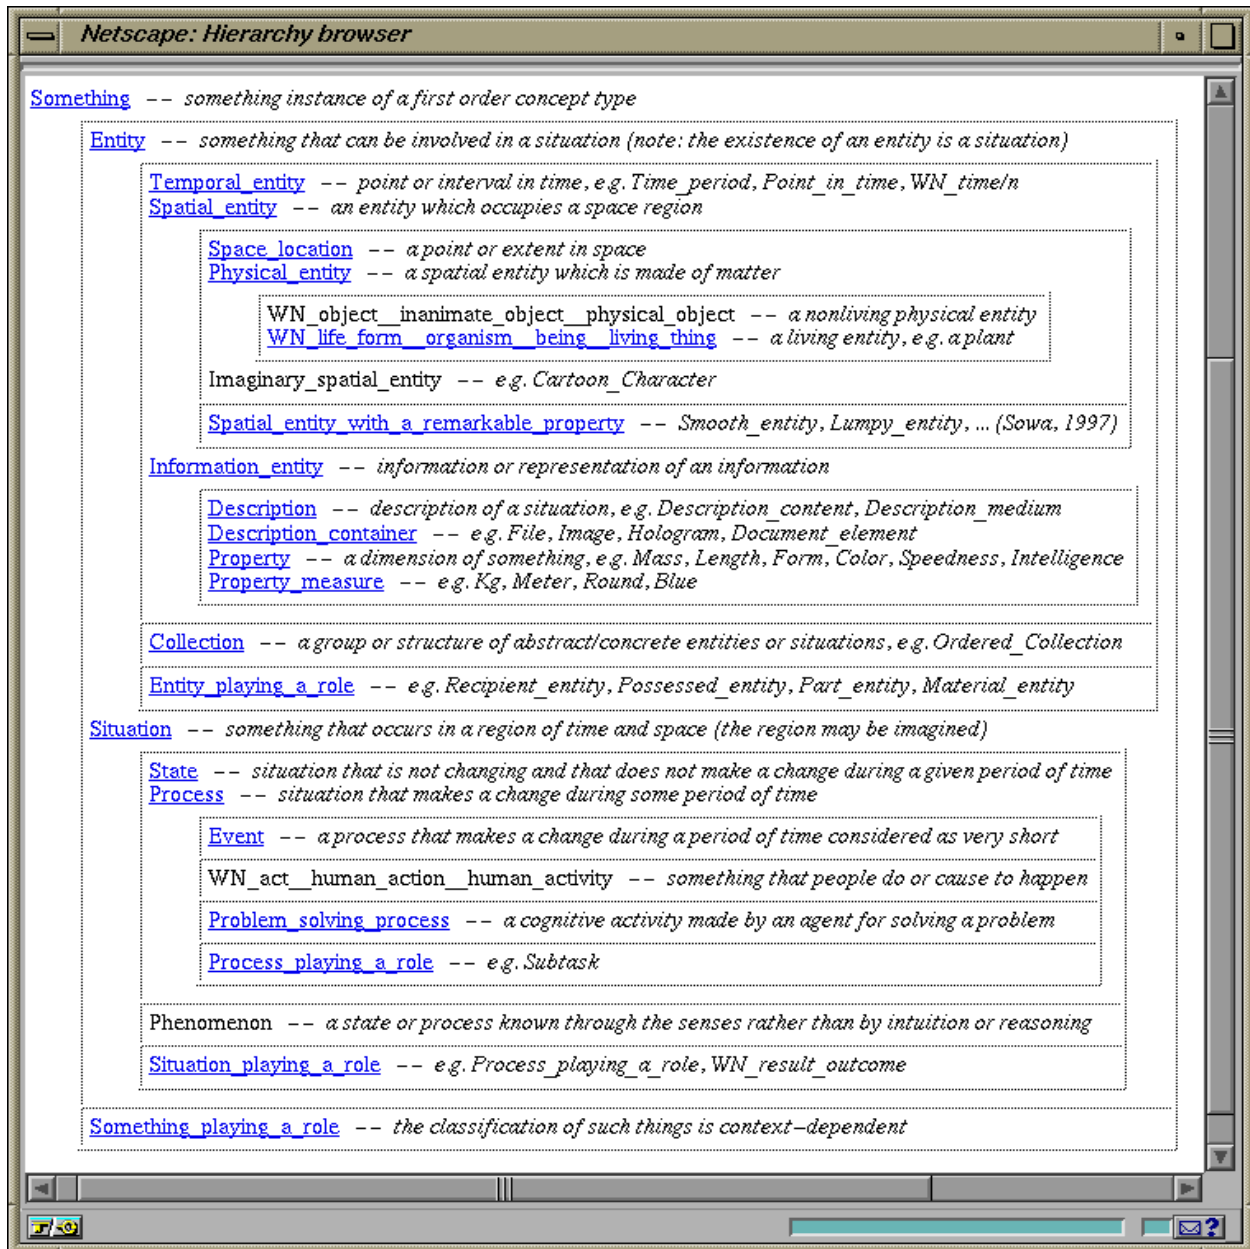 Netscape: Hierarchy browser
Something -- something instance of a first order concept type
Entity -- something that can be involved in a situation (note: the existence of an entity is a situation)
Temporal_entity -- point or interval in time, e.g. Time_period, Point_in_time, WN_time/n
Spatial_entity -- an entity which occupies a space region
Space_location -- a point or extent in space
Physical_entity -- a spatial entity which is made of matter
WN_object__inanimate_object__physical_object -- a nonliving physical entity
WN_life_form__organism__being__living_thing -- a living entity, e.g. a plant
Imaginary_spatial_entity -- e.g. Cartoon_Character
Spatial_entity_with_a_remarkable_property -- Smooth_entity, Lumpy_entity, ... (Sowa, 1997)
Information_entity -- information or representation of an information
Description -- description of a situation, e.g. Description_content, Description_medium
Description_container -- e.g. File, Image, Hologram, Document_element
Property -- a dimension of something, e.g. Mass, Length, Form, Color, Speedness, Intelligence
Property_measure -- e.g. Kg, Meter, Round, Blue
Collection -- a group or structure of abstract/concrete entities or situations, e.g. Ordered_Collection
Entity_playing_a_role -- e.g. Recipient_entity, Possessed_entity, Part_entity, Material_entity
Situation -- something that occurs in a region of time and space (the region may be imagined)
State -- situation that is not changing and that does not make a change during a given period of time
Process -- situation that makes a change during some period of time
Event -- a process that makes a change during a period of time considered as very short
WN_act__human_action__human_activity -- something that people do or cause to happen
Problem_solving_process -- a cognitive activity made by an agent for solving a problem
Process_playing_a_role -- e.g. Subtask
Phenomenon -- a state or process known through the senses rather than by intuition or reasoning
Situation_playing_a_role -- e.g. Process_playing_a_role, WN_result_outcome
Something_playing_a_role -- the classification of such things is context-dependent